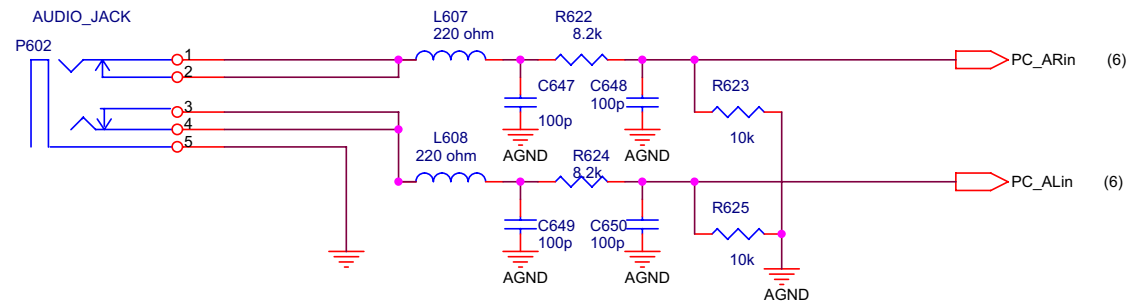 AUDIO_JACK
P602
1
2
3
4
5
L607
220 ohm
R622
8.2k
C647
100p
AGND
C648
100p
AGND
R623
10k
PC_ARin (6)
L608
220 ohm
R624
8.2k
C649
100p
AGND
C650
100p
AGND
R625
10k
AGND
PC_ALin (6)